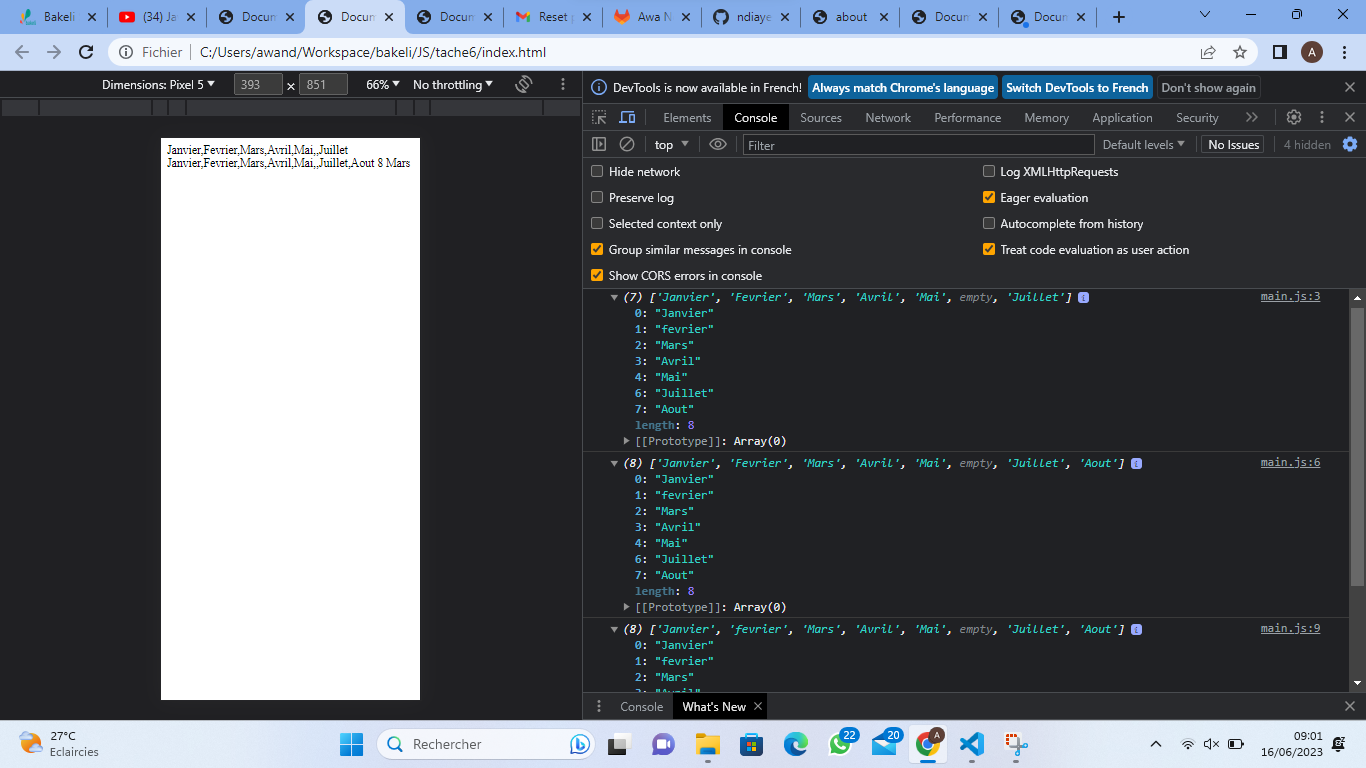 Bakeli
(34) Ja
Docum
Docum
Docum
Reset
Awa N
ndiaye
about
Docum
Docum
Fichier
C:/Users/awand/Workspace/bakeli/JS/tache6/index.html
A
Dimensions: Pixel 5
393 × 851
66%
No throttling
DevTools is now available in French!
Always match Chrome's language
Switch DevTools to French
Don't show again
Elements
Console
Sources
Network
Performance
Memory
Application
Security
top
Filter
Default levels
No Issues
4 hidden
Hide network
Log XMLHttpRequests
Preserve log
Eager evaluation
Selected context only
Autocomplete from history
Group similar messages in console
Treat code evaluation as user action
Show CORS errors in console
Janvier,Fevrier,Mars,Avril,Mai,,Juillet
Janvier,Fevrier,Mars,Avril,Mai,,Juillet,Aout 8 Mars
(7) ['Janvier', 'Fevrier', 'Mars', 'Avril', 'Mai', empty, 'Juillet']
main.js:3
0: "Janvier"
1: "fevrier"
2: "Mars"
3: "Avril"
4: "Mai"
6: "Juillet"
7: "Aout"
length: 8
[[Prototype]]: Array(0)
(8) ['Janvier', 'Fevrier', 'Mars', 'Avril', 'Mai', empty, 'Juillet', 'Aout']
main.js:6
0: "Janvier"
1: "fevrier"
2: "Mars"
3: "Avril"
4: "Mai"
6: "Juillet"
7: "Aout"
length: 8
[[Prototype]]: Array(0)
(8) ['Janvier', 'fevrier', 'Mars', 'Avril', 'Mai', empty, 'Juillet', 'Aout']
main.js:9
0: "Janvier"
1: "fevrier"
2: "Mars"
3: "Avril"
Console
What's New
27°C
Eclaircies
Rechercher
22
20
A
09:01
16/06/2023